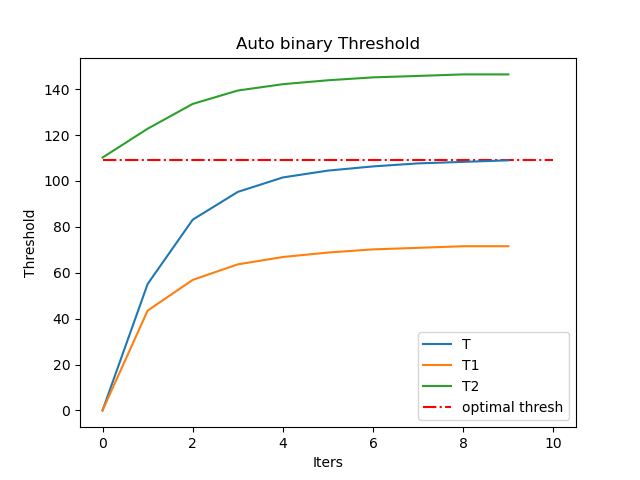 Auto binary Threshold
140
120
100
80
60
40
20
0
Threshold
0 2 4 6 8 10
Iters
T
T1
T2
optimal thresh